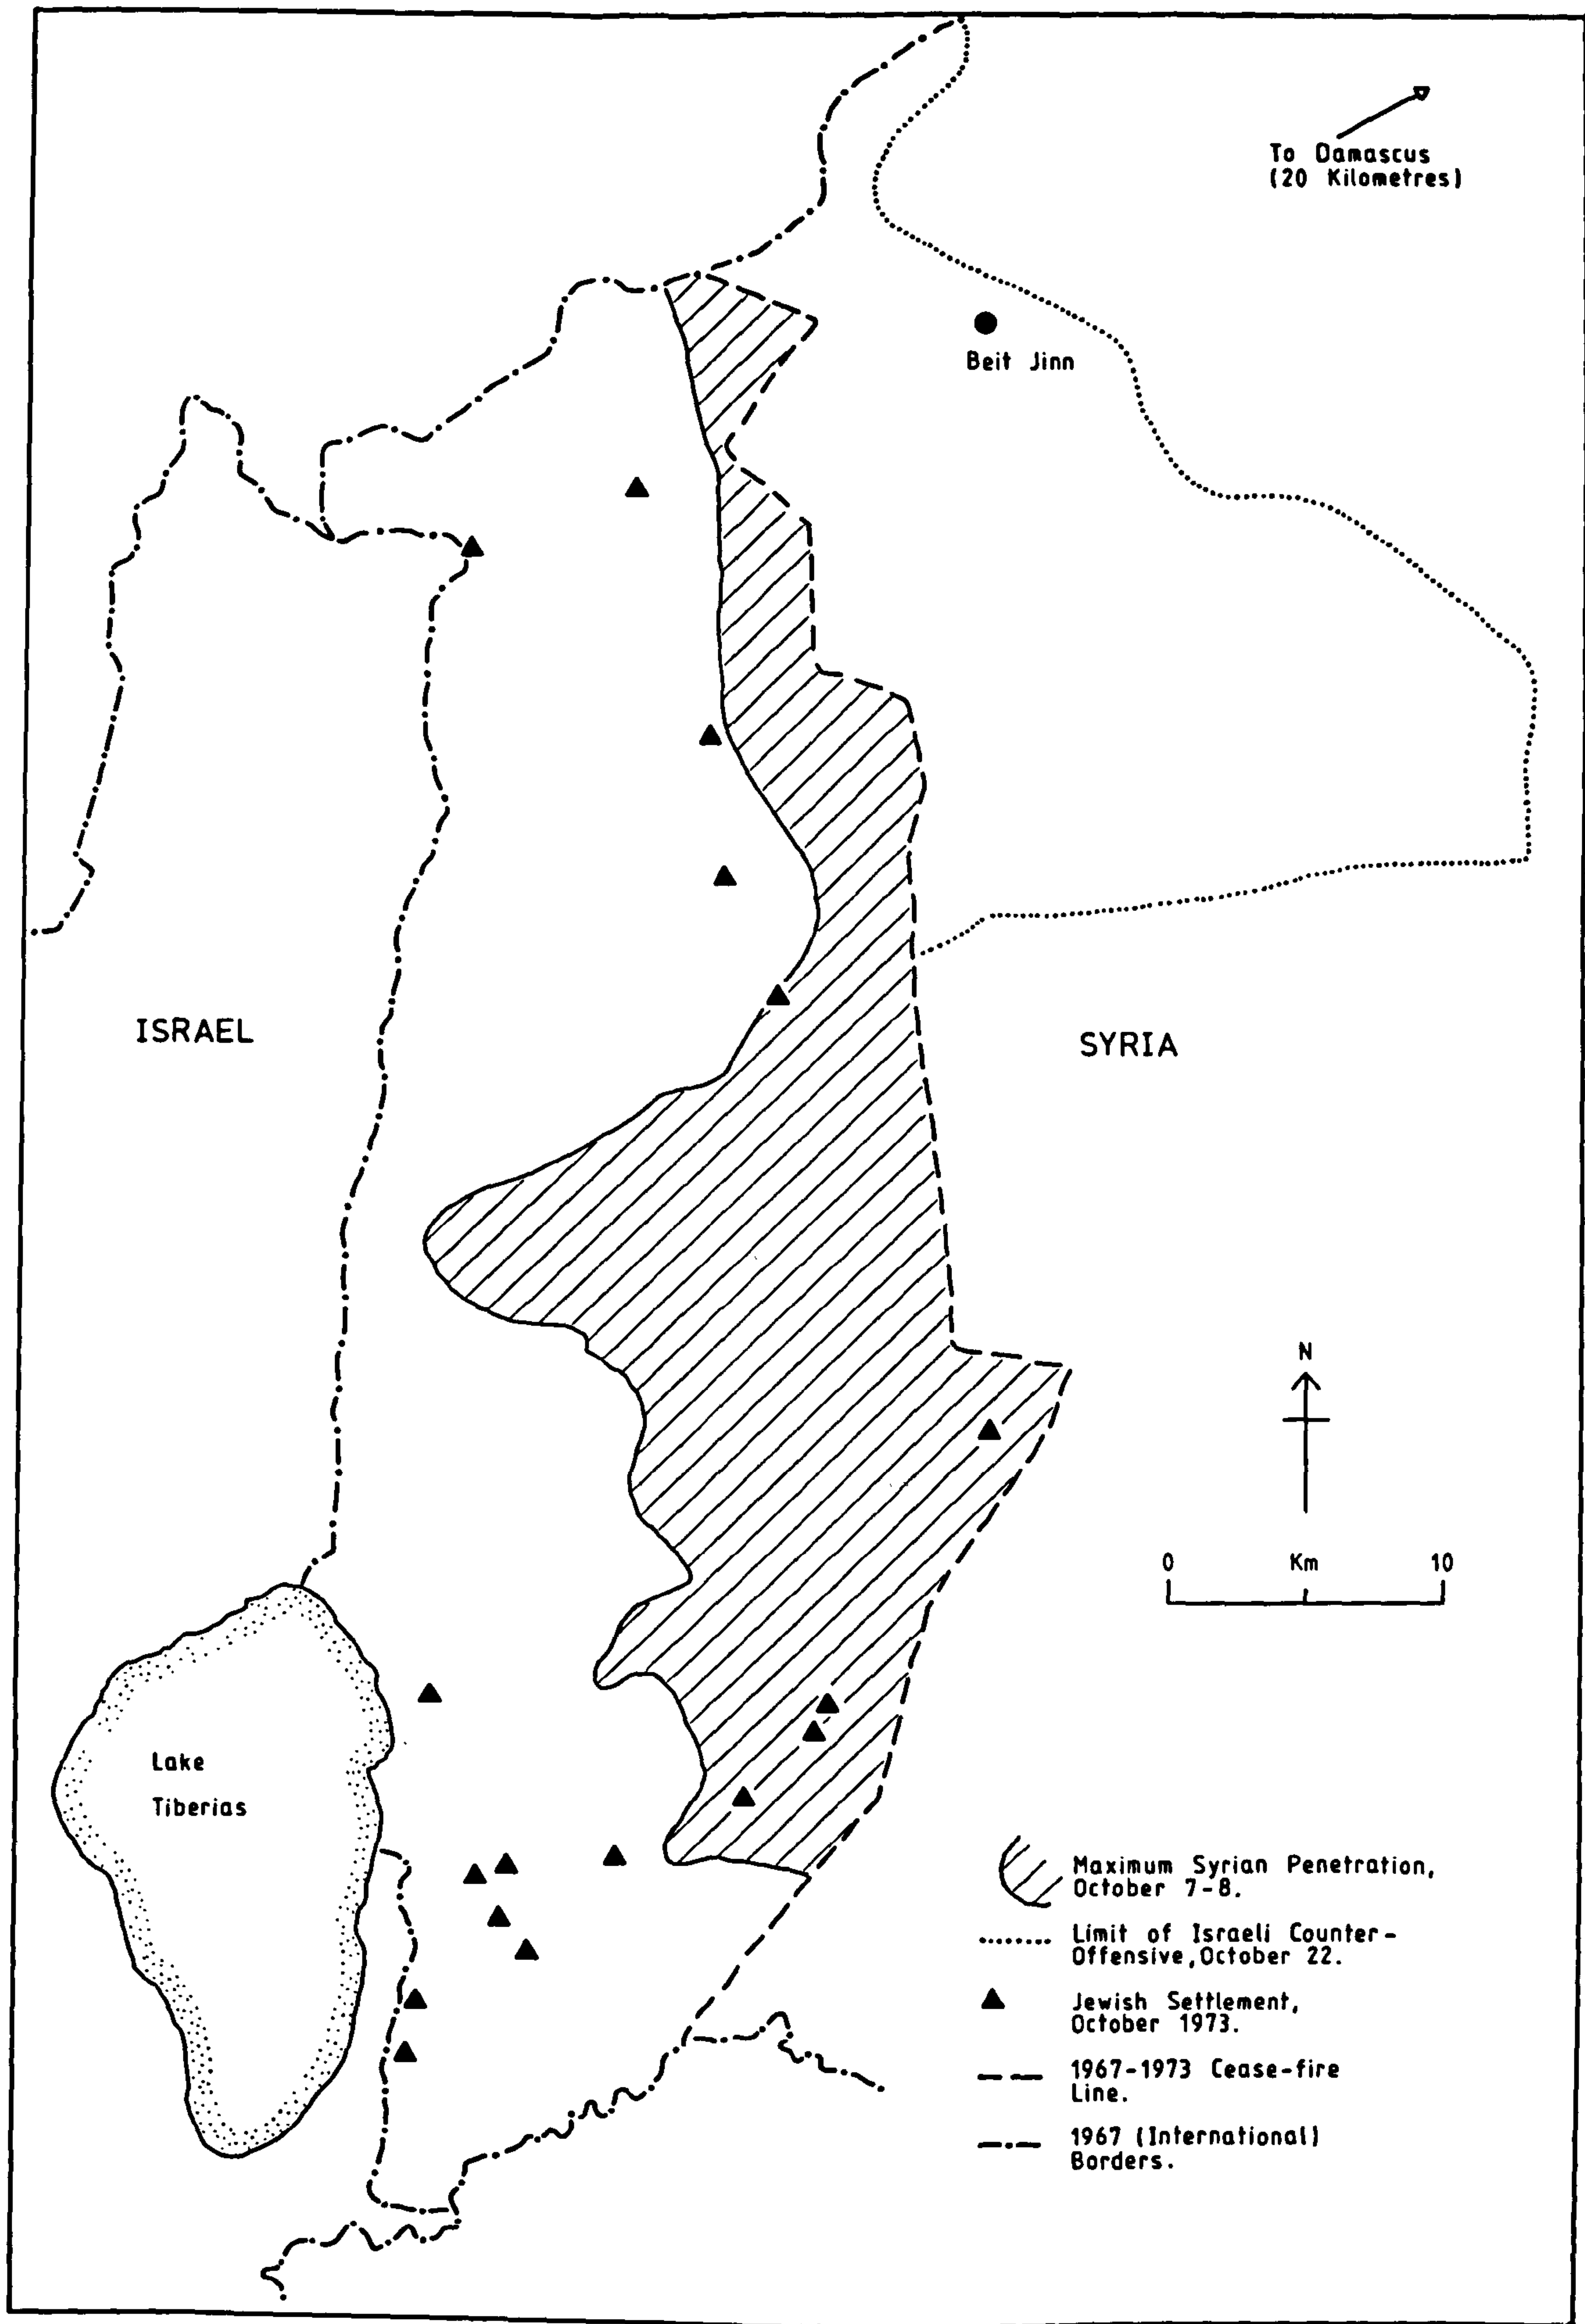 To Damascus
(20 Kilometres)
Beit Jinn
ISRAEL
SYRIA
N
0 Km 10
Lake
Tiberias
Maximum Syrian Penetration,
October 7-8.
Limit of Israeli Counter-
Offensive, October 22.
Jewish Settlement,
October 1973.
1967-1973 Cease-fire
Line.
1967 (International)
Borders.